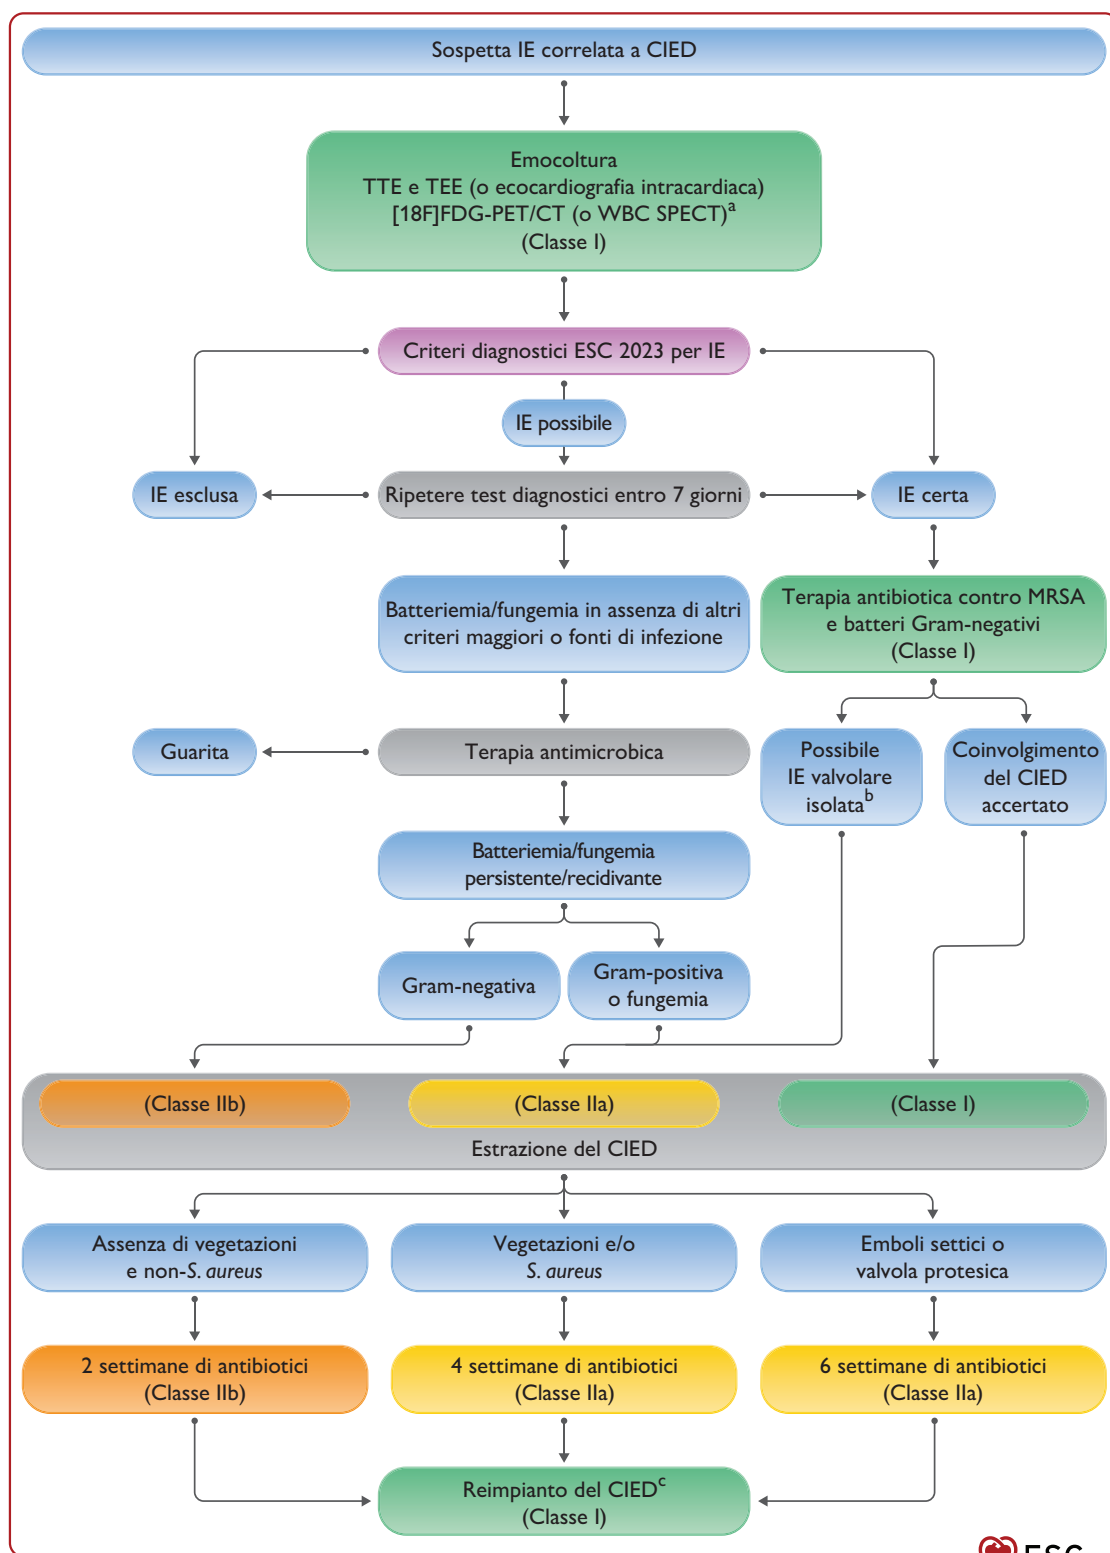 Sospetta IE correlata a CIED
Emocoltura
TTE e TEE (o ecocardiografia intracardiaca)
[18F]FDG-PET/CT (o WBC SPECT)a
(Classe I)
Criteri diagnostici ESC 2023 per IE
IE possibile
IE esclusa
Ripetere test diagnostici entro 7 giorni
IE certa
Batteriemia/fungemia in assenza di altri
criteri maggiori o fonti di infezione
Terapia antibiotica contro MRSA
e batteri Gram-negativi
(Classe I)
Guarita
Terapia antimicrobica
Possibile
IE valvolare
isolatab
Coinvolgimento
del CIED
accertato
Batteriemia/fungemia
persistente/recidivante
Gram-negativa
Gram-positiva
o fungemia
(Classe IIb)
(Classe IIa)
(Classe I)
Estrazione del CIED
Assenza di vegetazioni
e non-S. aureus
Vegetazioni e/o
S. aureus
Emboli settici o
valvola protesica
2 settimane di antibiotici
(Classe IIb)
4 settimane di antibiotici
(Classe IIa)
6 settimane di antibiotici
(Classe IIa)
Reimpianto del CIEDc
(Classe I)
ESC